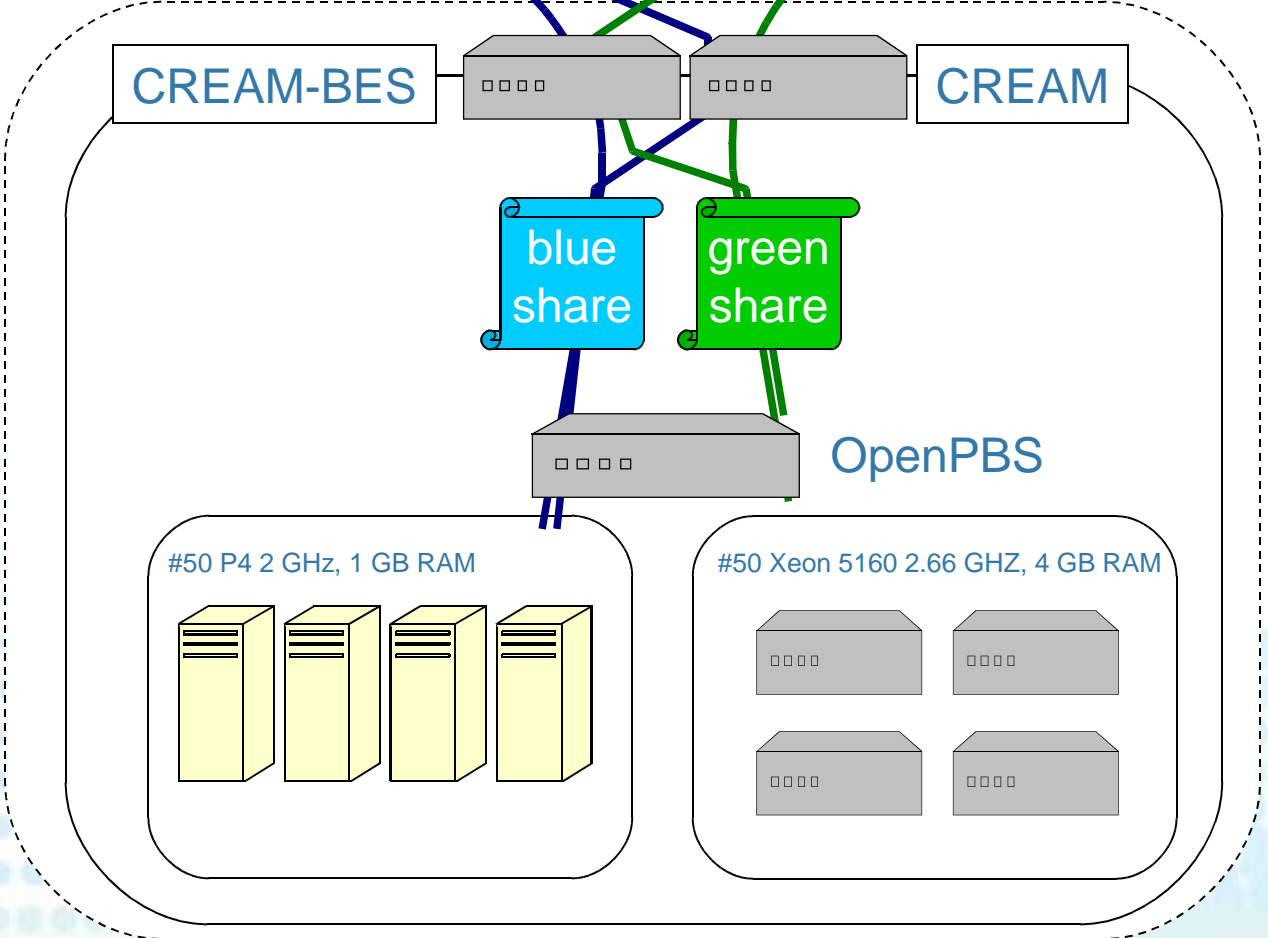 CREAM-BES
CREAM
blue
share
green
share
OpenPBS
#50 P4 2 GHz, 1 GB RAM
#50 Xeon 5160 2.66 GHZ, 4 GB RAM